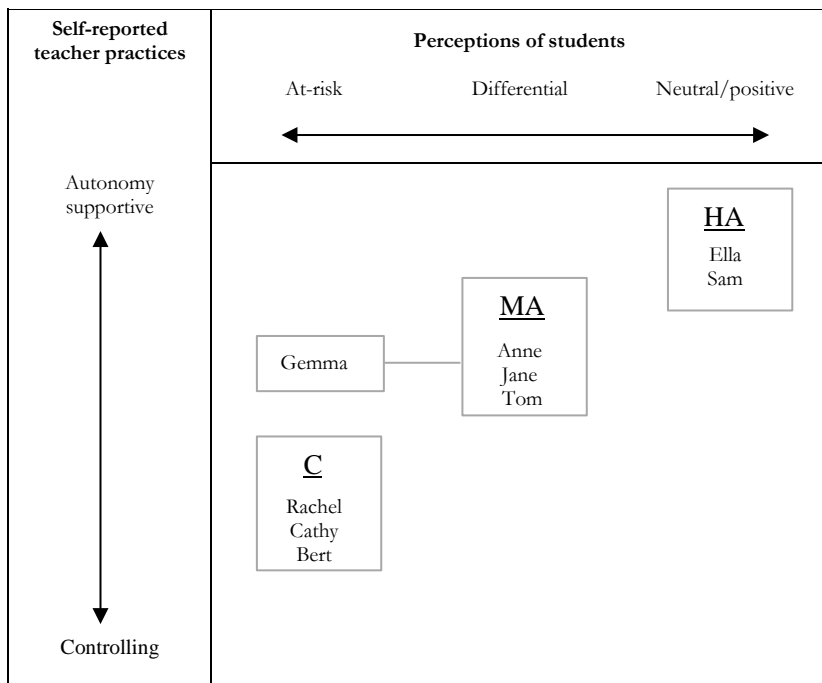 Self-reported
teacher practices
Perceptions of students
At-risk
Differential
Neutral/positive
Autonomy
supportive
HA
Ella
Sam
MA
Anne
Jane
Tom
Gemma
C
Rachel
Cathy
Bert
Controlling